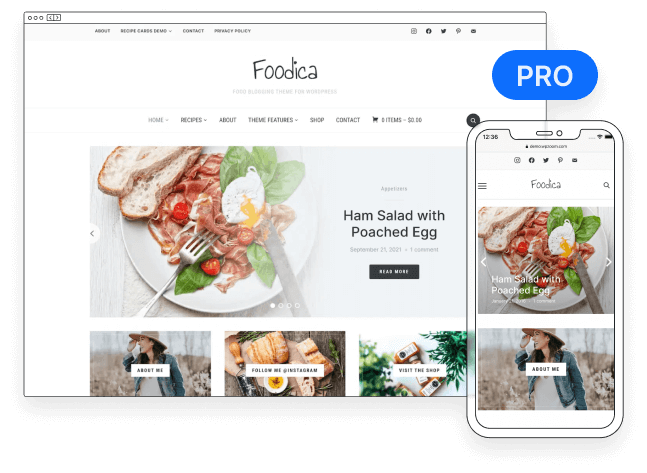 ABOUT RECIPE CARDS DEMO CONTACT PRIVACY POLICY
Foodica
FOOD BLOGGING THEME FOR WORDPRESS
HOME RECIPES ABOUT THEME FEATURES SHOP CONTACT 0 ITEMS – $0.00
Appetizers
Ham Salad with
Poached Egg
September 21, 2021 • 1 comment
READ MORE
ABOUT ME
FOLLOW ME @INSTAGRAM
VISIT THE SHOP
PRO
12:36
demo.wpzoom.com
Foodica
Ham Salad with
Poached Egg
1 comment
ABOUT ME